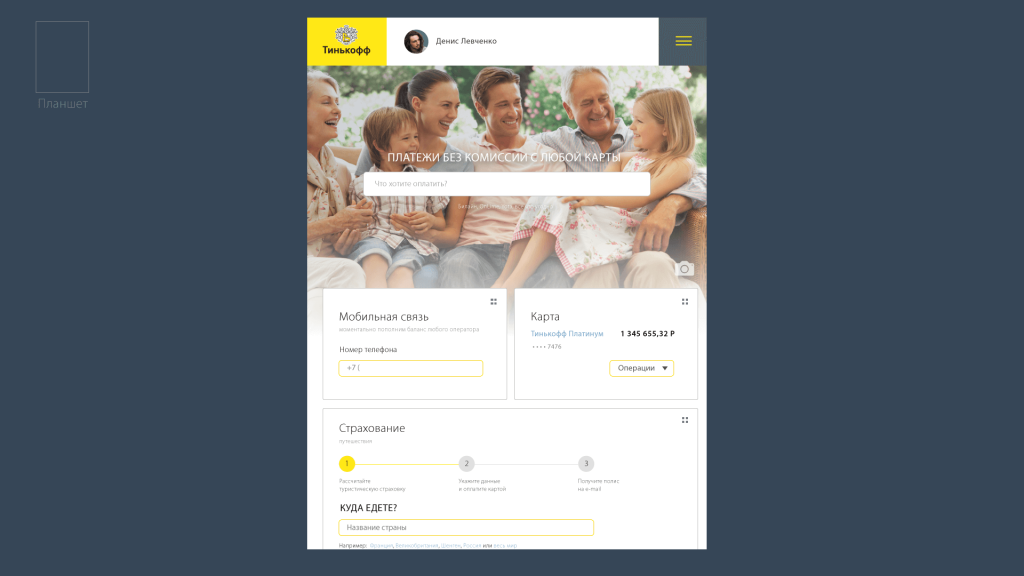 Планшет
Тинькофф
Денис Левченко
ПЛАТЕЖИ БЕЗ КОМИССИИ С ЛЮБОЙ КАРТЫ
Что хотите оплатить?
Мобильная связь
моментально пополним баланс любого оператора
Номер телефона
+7 (
Карта
Тинькофф Платинум 1 345 655,32 Р
•••• 7476
Операции
Страхование
путешествия
1 2 3
Рассчитайте
туристическую страховку
Укажите данные
и оплатите картой
Получите полис
на e-mail
КУДА ЕДЕТЕ?
Название страны
Например: Франция, Великобритания, Шенген, Россия или весь мир